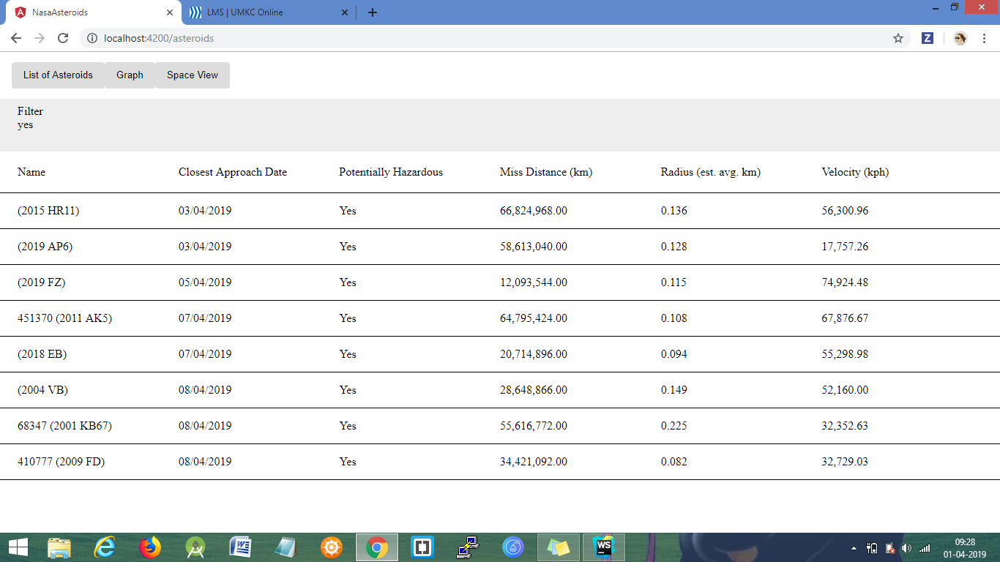 NasaAsteroids LMS | UMKC Online
localhost:4200/asteroids Z
List of Asteroids Graph Space View
Filter
yes
Name Closest Approach Date Potentially Hazardous Miss Distance (km) Radius (est. avg. km) Velocity (kph)
(2015 HR11) 03/04/2019 Yes 66,824,968.00 0.136 56,300.96
(2019 AP6) 03/04/2019 Yes 58,613,040.00 0.128 17,757.26
(2019 FZ) 05/04/2019 Yes 12,093,544.00 0.115 74,924.48
451370 (2011 AK5) 07/04/2019 Yes 64,795,424.00 0.108 67,876.67
(2018 EB) 07/04/2019 Yes 20,714,896.00 0.094 55,298.98
(2004 VB) 08/04/2019 Yes 28,648,866.00 0.149 52,160.00
68347 (2001 KB67) 08/04/2019 Yes 55,616,772.00 0.225 32,352.63
410777 (2009 FD) 08/04/2019 Yes 34,421,092.00 0.082 32,729.03
WS 09:28
01-04-2019